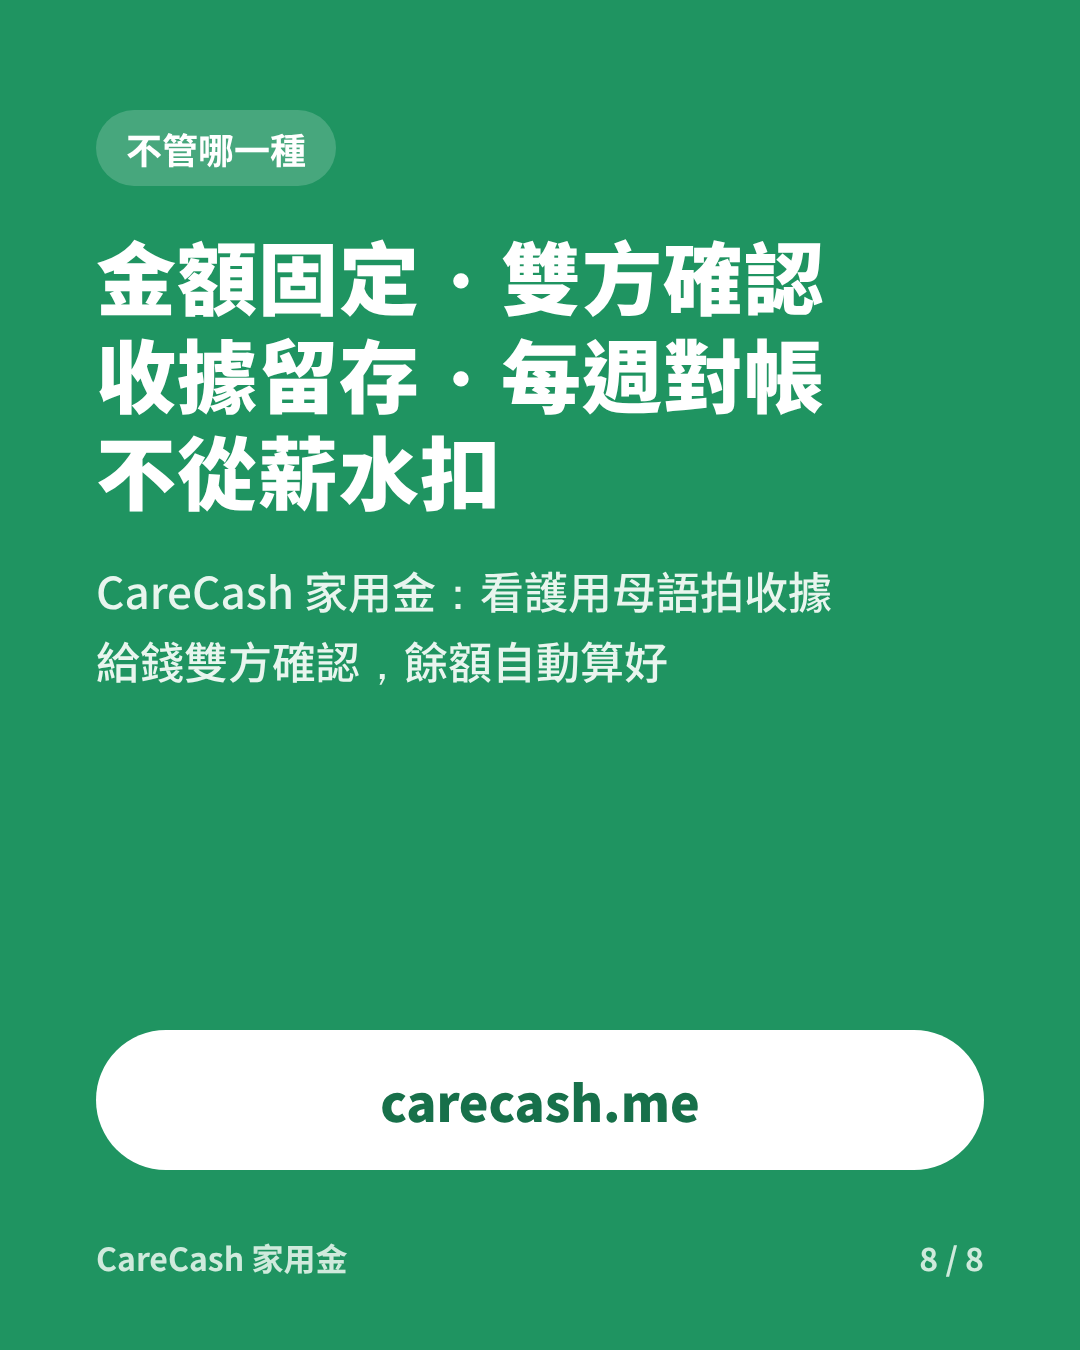 不管哪一種
金額固定・雙方確認
收據留存・每週對帳
不從薪水扣
CareCash 家用金：看護用母語拍收據
給錢雙方確認，餘額自動算好
carecash.me
CareCash 家用金
8 / 8